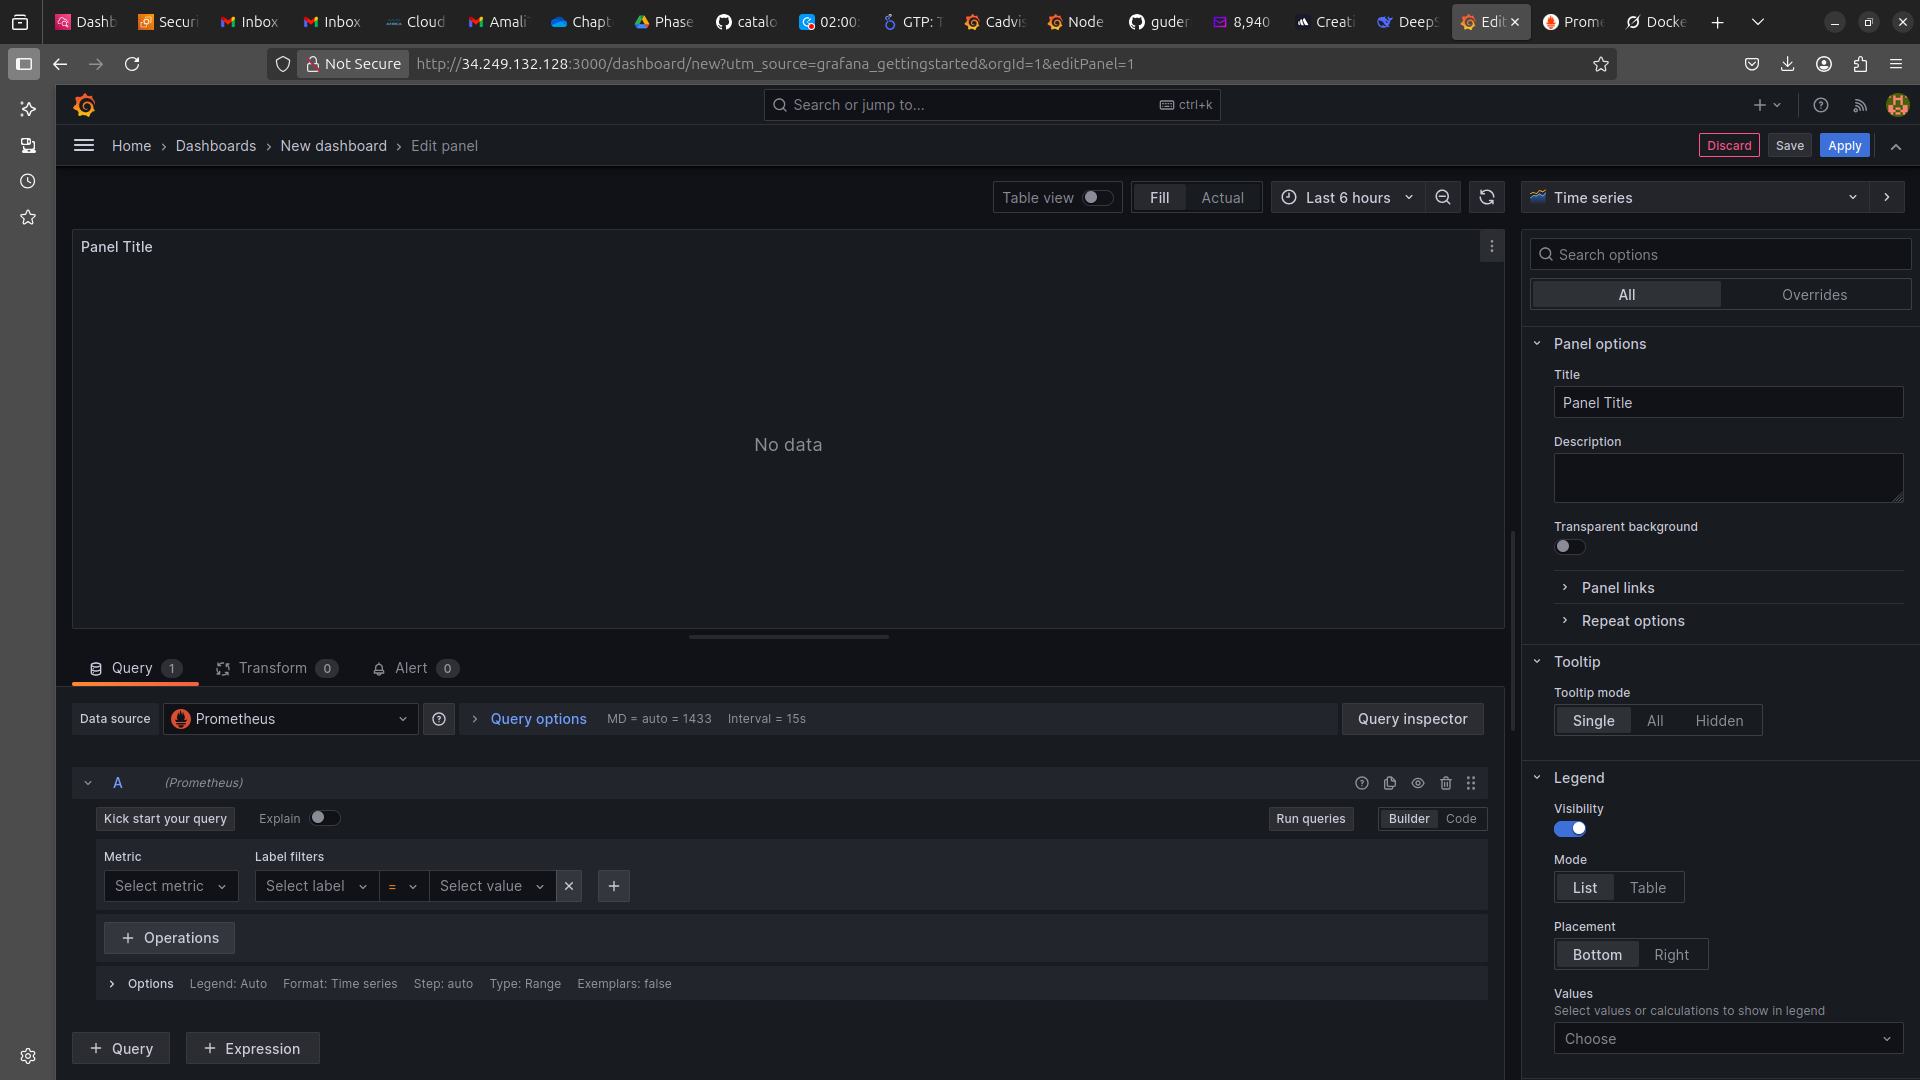 Dashb
Securi
Inbox
Inbox
Cloud
Amali
Chapt
Phase
catalo
02:00:
GTP: T
Cadvis
Node
guder
8,940
Creati
DeepS
Edit
Prome
Docke
Not Secure
http://34.249.132.128:3000/dashboard/new?utm_source=grafana_gettingstarted&orgId=1&editPanel=1
Search or jump to...
ctrl+k
Home › Dashboards › New dashboard › Edit panel
Discard
Save
Apply
Table view
Fill
Actual
Last 6 hours
Time series
Panel Title
Search options
All
Overrides
No data
Panel options
Title
Panel Title
Description
Transparent background
Panel links
Repeat options
Query 1
Transform 0
Alert 0
Tooltip
Tooltip mode
Single
All
Hidden
Data source
Prometheus
Query options
MD = auto = 1433
Interval = 15s
Query inspector
A
(Prometheus)
Kick start your query
Explain
Run queries
Builder
Code
Metric
Label filters
Select metric
Select label
=
Select value
Operations
Options
Legend: Auto
Format: Time series
Step: auto
Type: Range
Exemplars: false
+ Query
+ Expression
Legend
Visibility
Mode
List
Table
Placement
Bottom
Right
Values
Select values or calculations to show in legend
Choose